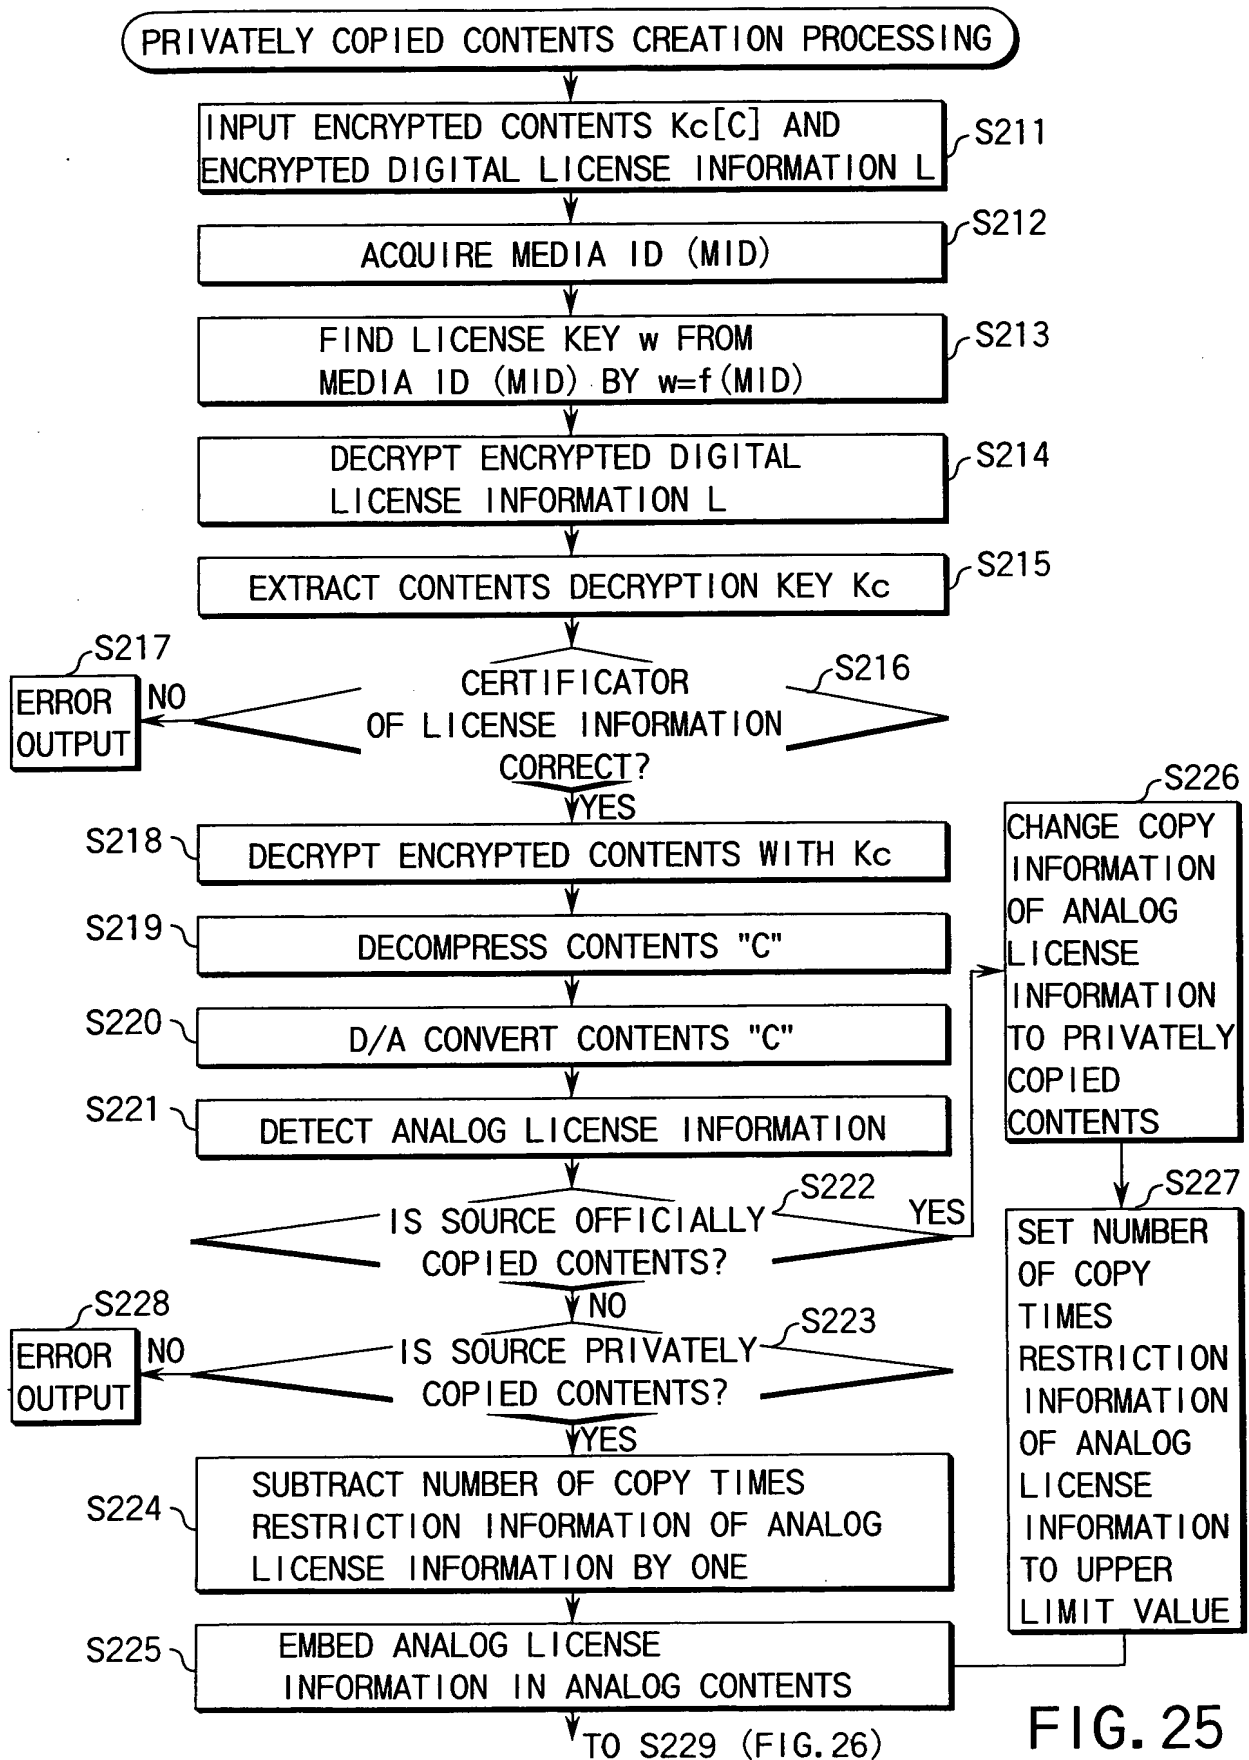 PRIVATELY COPIED CONTENTS CREATION PROCESSING
INPUT ENCRYPTED CONTENTS Kc[C] AND
ENCRYPTED DIGITAL LICENSE INFORMATION L
S211
ACQUIRE MEDIA ID (MID)
S212
FIND LICENSE KEY w FROM
MEDIA ID (MID) BY w=f(MID)
S213
DECRYPT ENCRYPTED DIGITAL
LICENSE INFORMATION L
S214
EXTRACT CONTENTS DECRYPTION KEY Kc
S215
CERTIFICATOR
OF LICENSE INFORMATION
CORRECT?
S216
NO
S217
ERROR
OUTPUT
YES
S218
DECRYPT ENCRYPTED CONTENTS WITH Kc
S219
DECOMPRESS CONTENTS "C"
S220
D/A CONVERT CONTENTS "C"
S221
DETECT ANALOG LICENSE INFORMATION
S222
IS SOURCE OFFICIALLY
COPIED CONTENTS?
YES
NO
S223
IS SOURCE PRIVATELY
COPIED CONTENTS?
NO
S228
ERROR
OUTPUT
YES
S224
SUBTRACT NUMBER OF COPY TIMES
RESTRICTION INFORMATION OF ANALOG
LICENSE INFORMATION BY ONE
S225
EMBED ANALOG LICENSE
INFORMATION IN ANALOG CONTENTS
TO S229 (FIG.26)
S226
CHANGE COPY
INFORMATION
OF ANALOG
LICENSE
INFORMATION
TO PRIVATELY
COPIED
CONTENTS
S227
SET NUMBER
OF COPY
TIMES
RESTRICTION
INFORMATION
OF ANALOG
LICENSE
INFORMATION
TO UPPER
LIMIT VALUE
FIG. 25